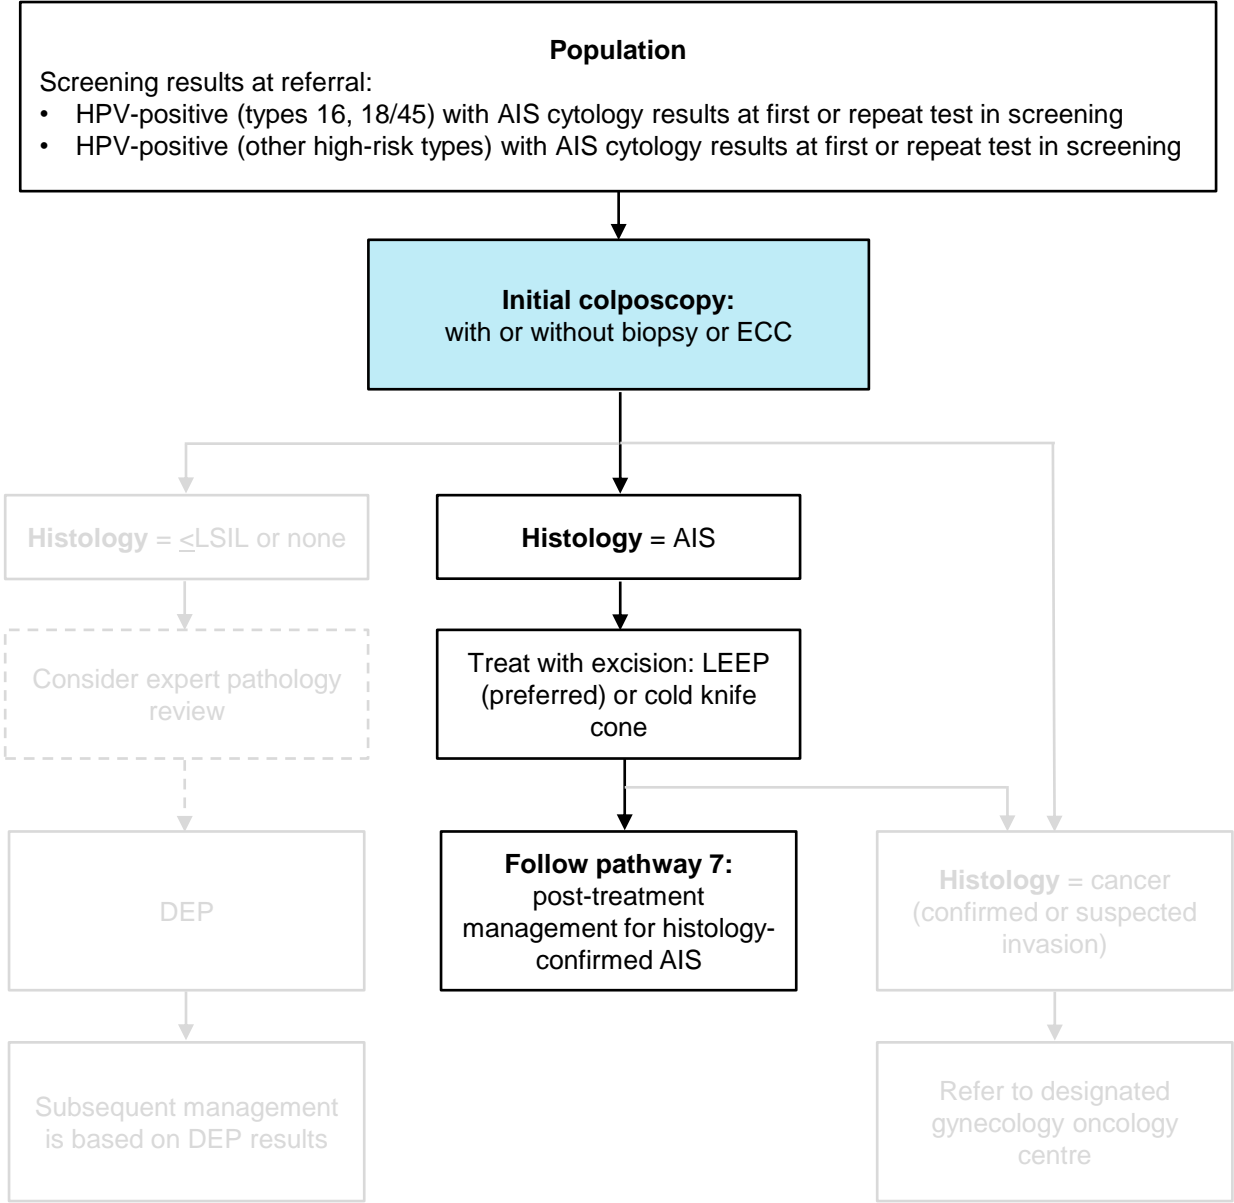 Population
Screening results at referral:
• HPV-positive (types 16, 18/45) with AIS cytology results at first or repeat test in screening
• HPV-positive (other high-risk types) with AIS cytology results at first or repeat test in screening
Initial colposcopy:
with or without biopsy or ECC
Histology = ≤LSIL or none
Histology = AIS
Consider expert pathology
review
Treat with excision: LEEP
(preferred) or cold knife
cone
DEP
Follow pathway 7:
post-treatment
management for histology-
confirmed AIS
Histology = cancer
(confirmed or suspected
invasion)
Subsequent management
is based on DEP results
Refer to designated
gynecology oncology
centre